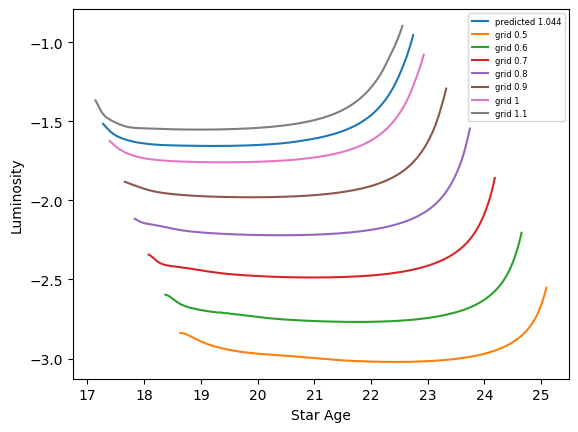 predicted 1.044
grid 0.5
grid 0.6
grid 0.7
grid 0.8
grid 0.9
grid 1
grid 1.1
Luminosity
−1.0
−1.5
−2.0
−2.5
−3.0
17 18 19 20 21 22 23 24 25
Star Age